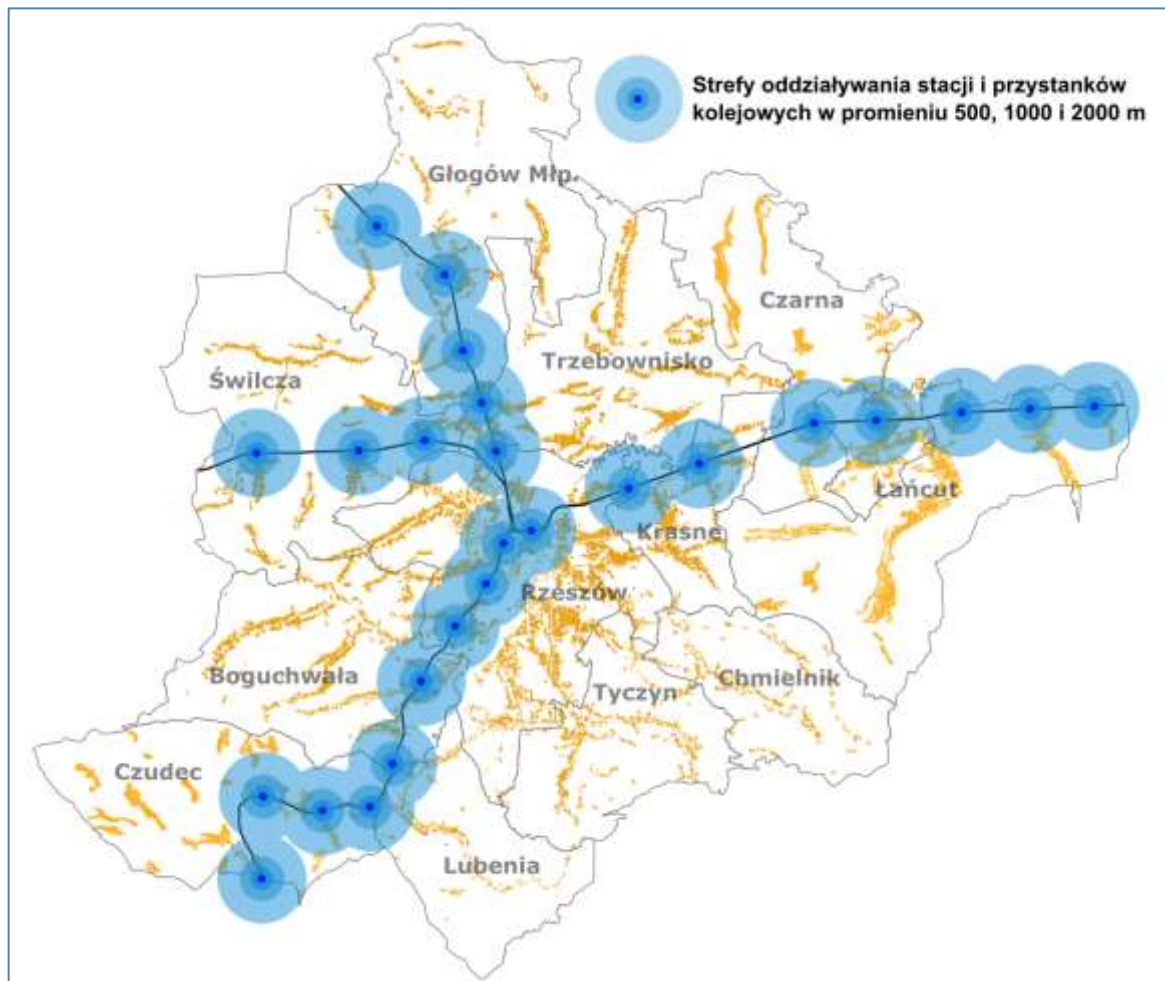 Strefy oddziaływania stacji i przystanków
kolejowych w promieniu 500, 1000 i 2000 m
Głogów Młp.
Czarna
Trzebownisko
Świlcza
Łańcut
Krasne
Rzeszów
Boguchwała
Tyczyn
Chmielnik
Czudec
Lubenia